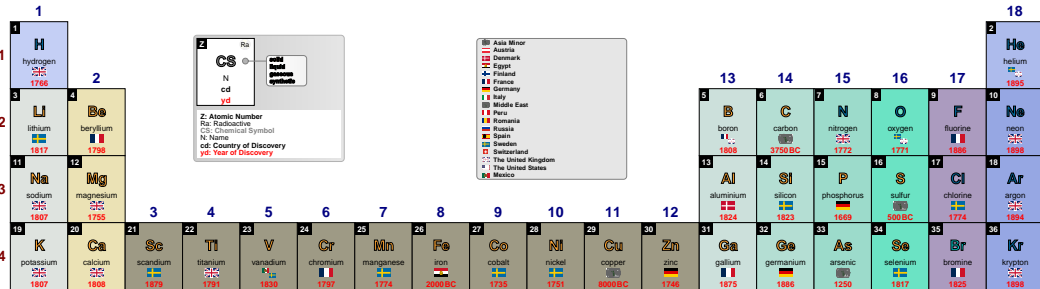 1 18
1 2
H He
hydrogen helium
1766 1895
Z Ra
CS
solid
liquid
gaseous
synthetic
N
cd
yd
Z: Atomic Number
Ra: Radioactive
CS: Chemical Symbol
N: Name
cd: Country of Discovery
yd: Year of Discovery
Asia Minor
Austria
Denmark
Egypt
Finland
France
Germany
Italy
Middle East
Peru
Romania
Russia
Spain
Sweden
Switzerland
The United Kingdom
The United States
Mexico
1
2 13 14 15 16 17
3 4 5 6 7 8 9 10
Li Be B C N O F Ne
lithium beryllium boron carbon nitrogen oxygen fluorine neon
1817 1798 1808 3750BC 1772 1771 1886 1898
2
11 12 13 14 15 16 17 18
Na Mg Al Si P S Cl Ar
sodium magnesium aluminium silicon phosphorus sulfur chlorine argon
1807 1755 1824 1823 1669 500BC 1774 1894
3
3 4 5 6 7 8 9 10 11 12
19 20 21 22 23 24 25 26 27 28 29 30 31 32 33 34 35 36
K Ca Sc Ti V Cr Mn Fe Co Ni Cu Zn Ga Ge As Se Br Kr
potassium calcium scandium titanium vanadium chromium manganese iron cobalt nickel copper zinc gallium germanium arsenic selenium bromine krypton
1807 1808 1879 1791 1830 1797 1774 2000BC 1735 1751 8000BC 1746 1875 1886 1250 1817 1825 1898
4